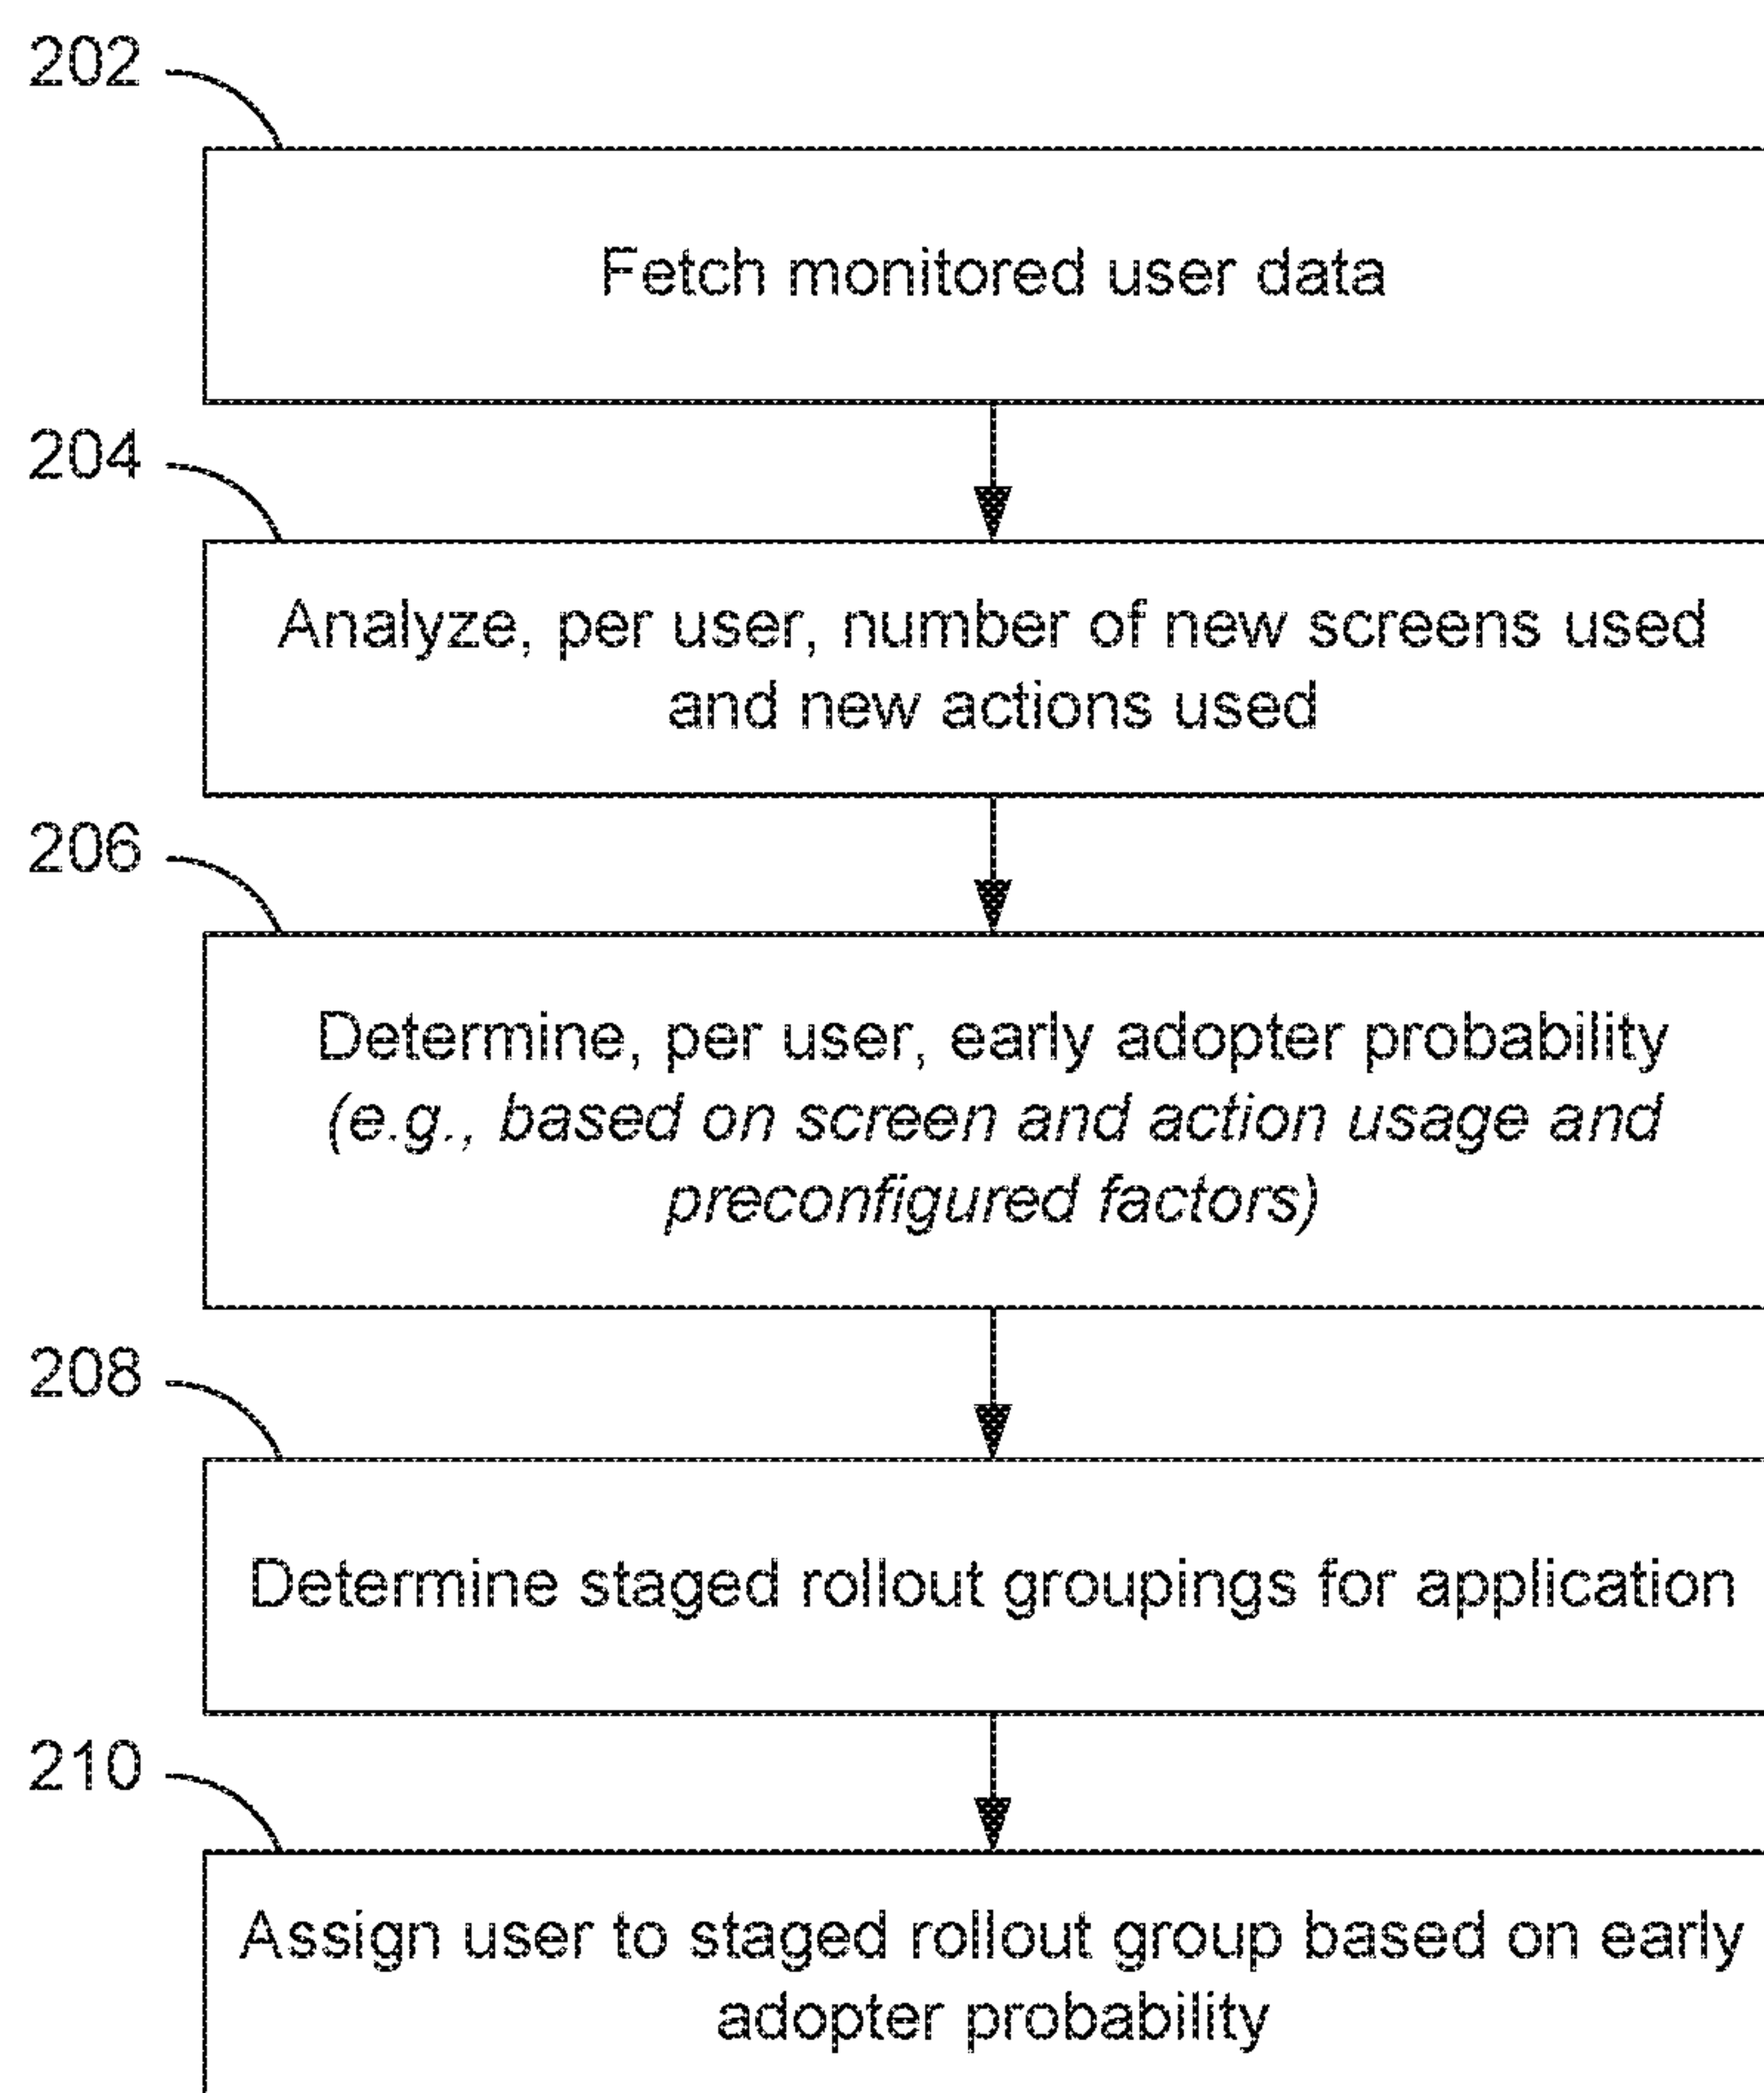 202
Fetch monitored user data
204
Analyze, per user, number of new screens used
and new actions used
206
Determine, per user, early adopter probability
(e.g., based on screen and action usage and
preconfigured factors)
208
Determine staged rollout groupings for application
210
Assign user to staged rollout group based on early
adopter probability